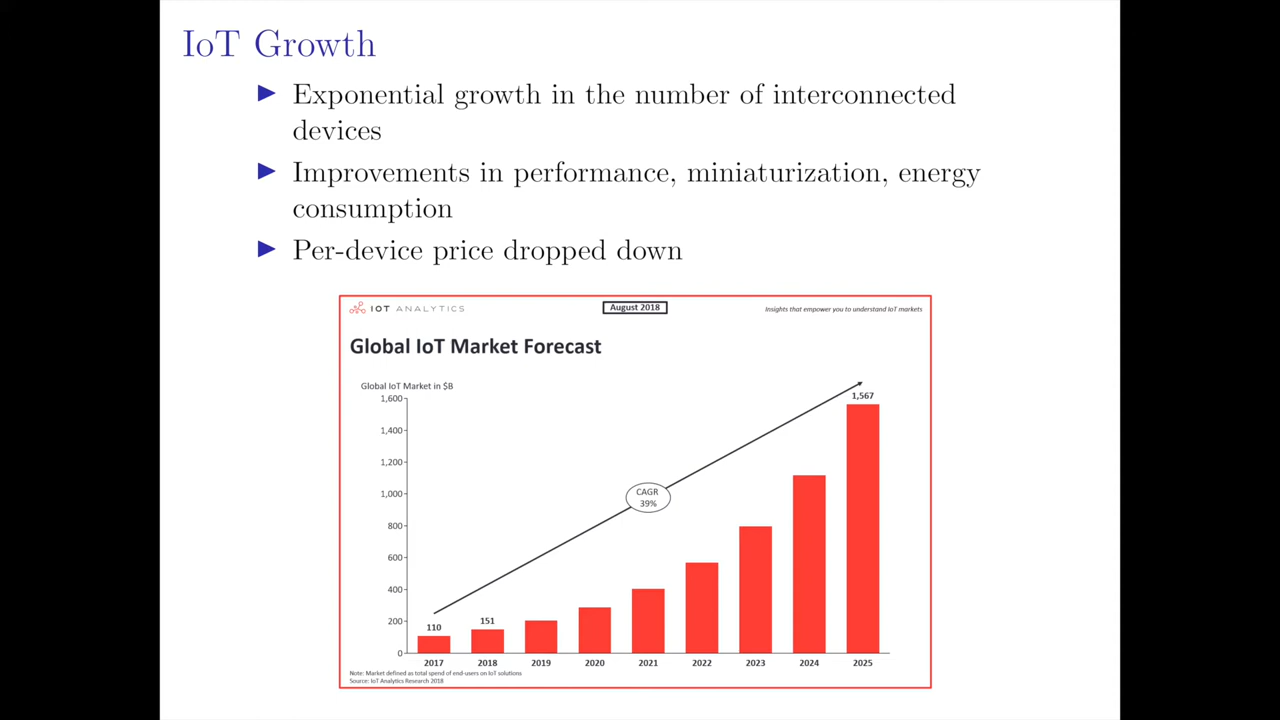 IoT Growth
Exponential growth in the number of interconnected
devices
Improvements in performance, miniaturization, energy
consumption
Per-device price dropped down
IOT ANALYTICS
August 2018
Insights that empower you to understand IoT markets
Global IoT Market Forecast
Global IoT Market in $B
1,600
1,400
1,200
1,000
800
600
400
200
0
110
151
1,567
CAGR
39%
2017 2018 2019 2020 2021 2022 2023 2024 2025
Note: Market defined as total spend of end-users on IoT solutions
Source: IoT Analytics Research 2018